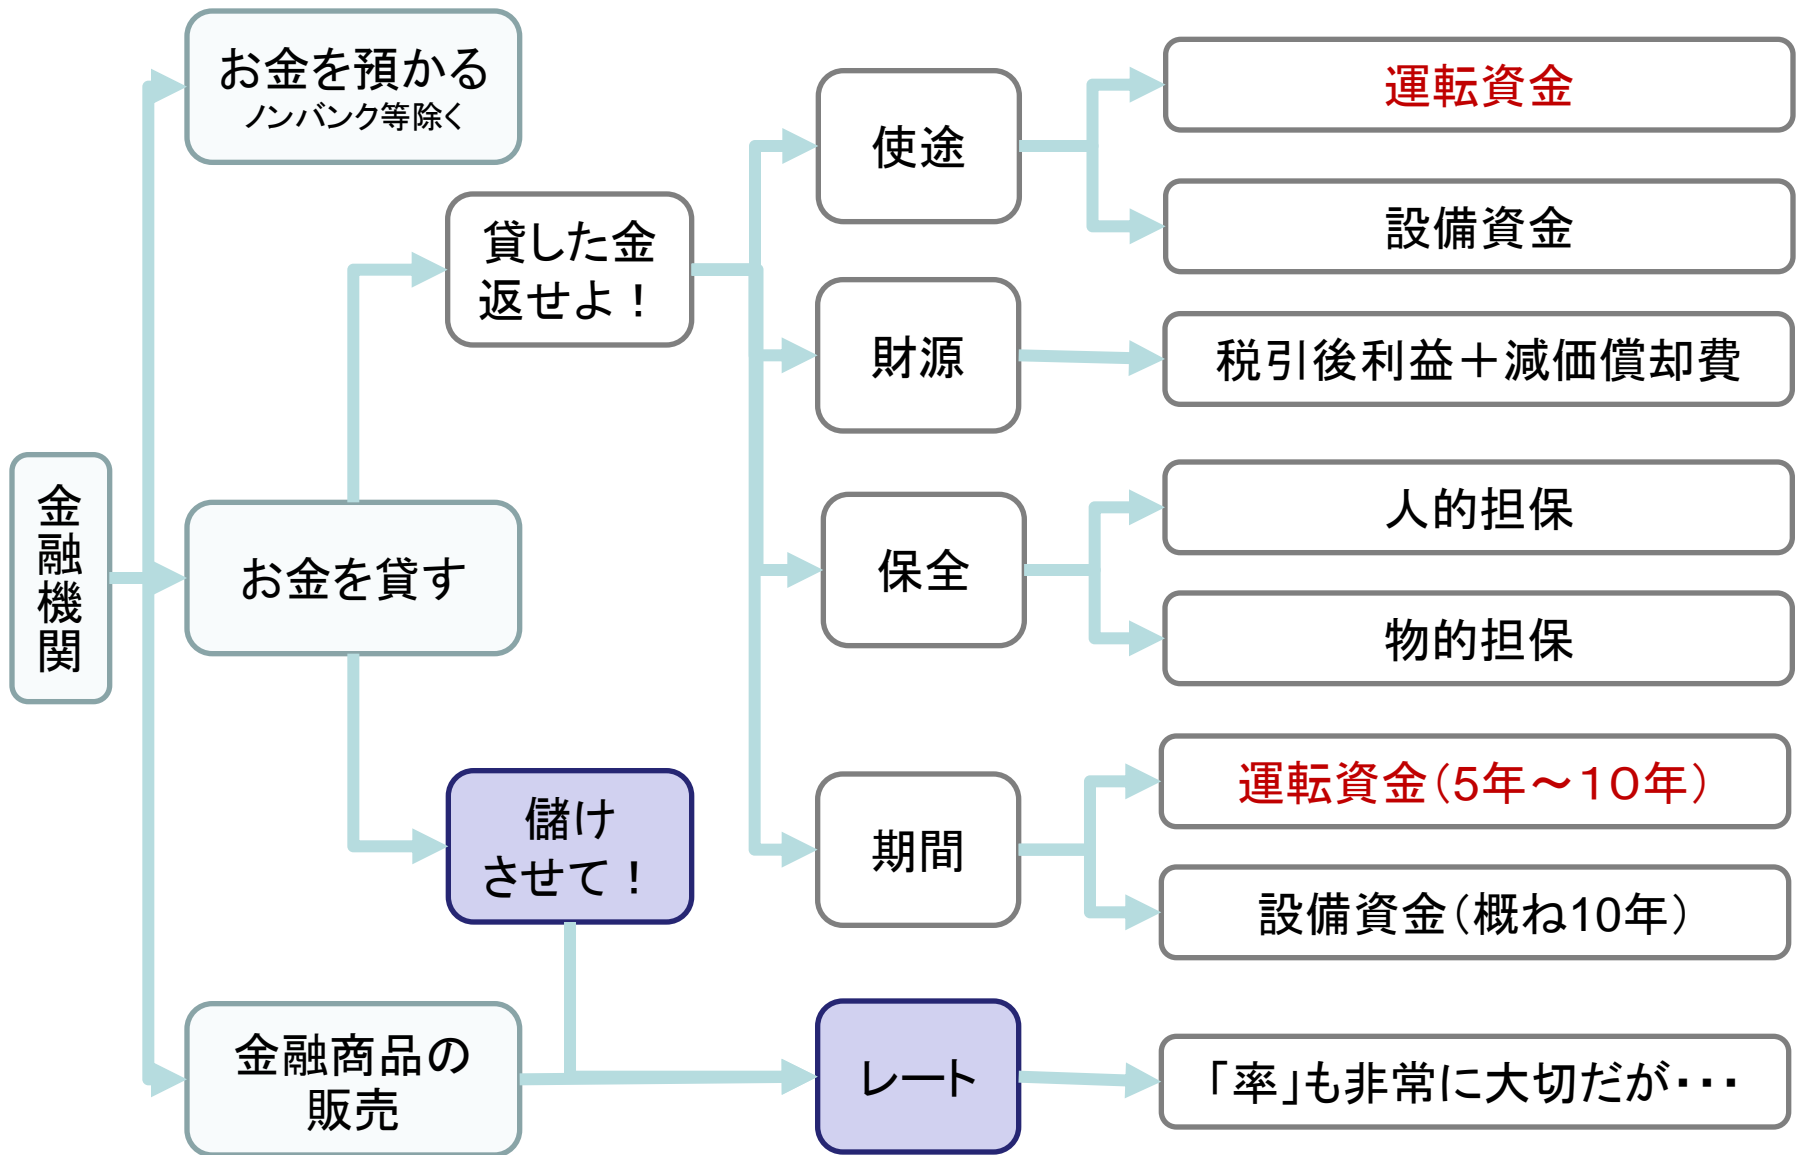 金融機関
お金を預かる
ノンバンク等除く
お金を貸す
金融商品の
販売
貸した金
返せよ！
儲け
させて！
使途
財源
保全
期間
レート
運転資金
設備資金
税引後利益＋減価償却費
人的担保
物的担保
運転資金（5年～１０年）
設備資金（概ね10年）
「率」も非常に大切だが・・・